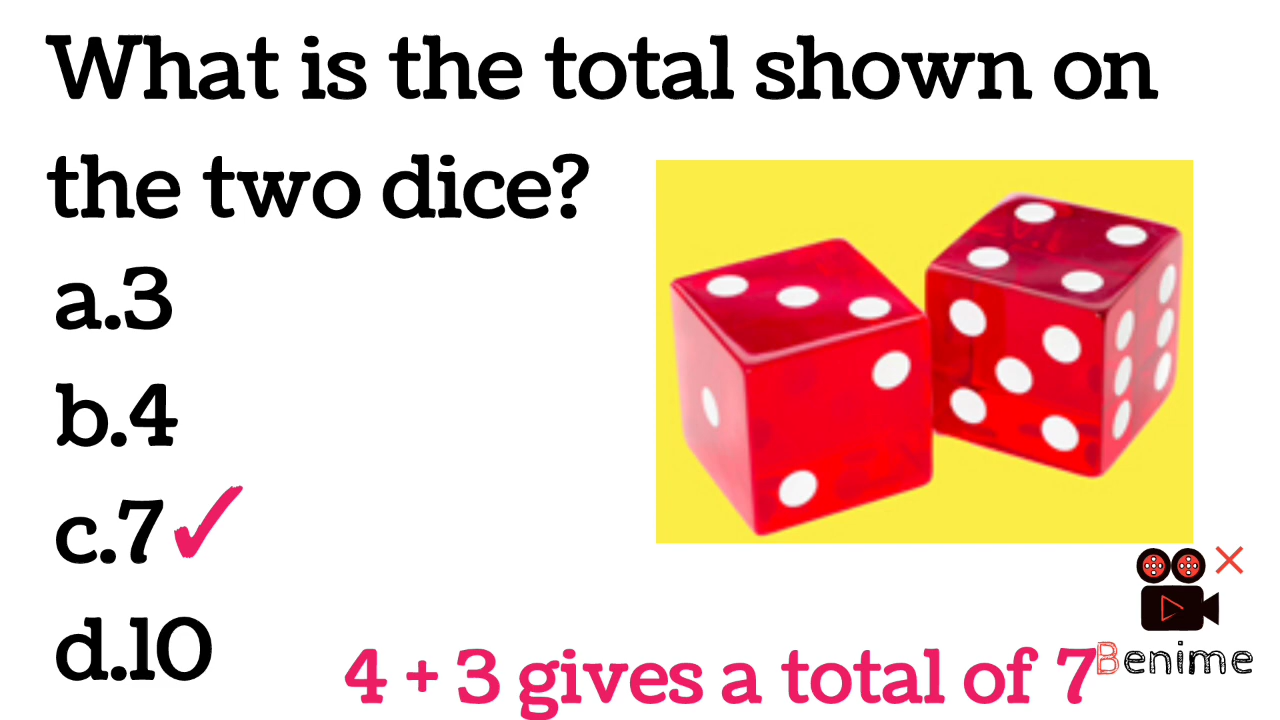 What is the total shown on
the two dice?
a.3
b.4
c.7
d.10
4 + 3 gives a total of 7
Benime